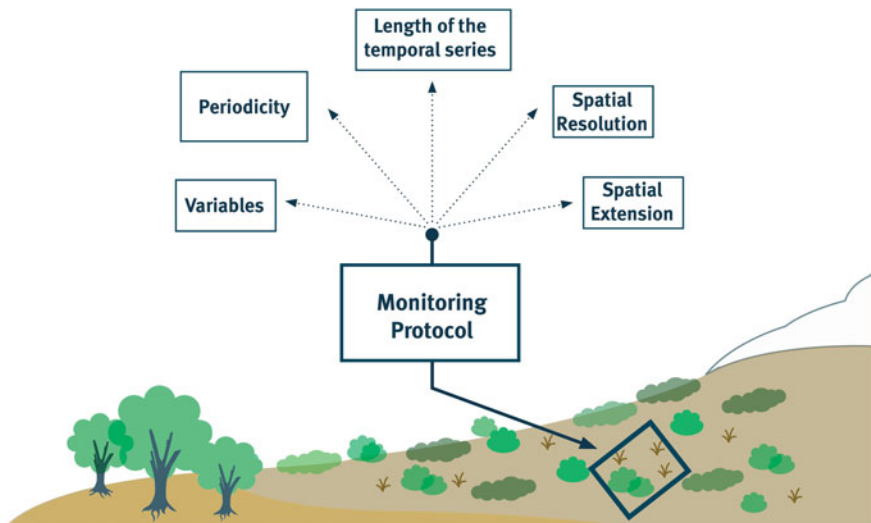 Length of the
temporal series
Periodicity
Spatial
Resolution
Variables
Spatial
Extension
Monitoring
Protocol